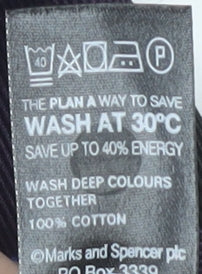 40 P
THE PLAN A WAY TO SAVE
WASH AT 30°C
SAVE UP TO 40% ENERGY
WASH DEEP COLOURS
TOGETHER
100% COTTON
©Marks and Spencer plc
PO Box 3339